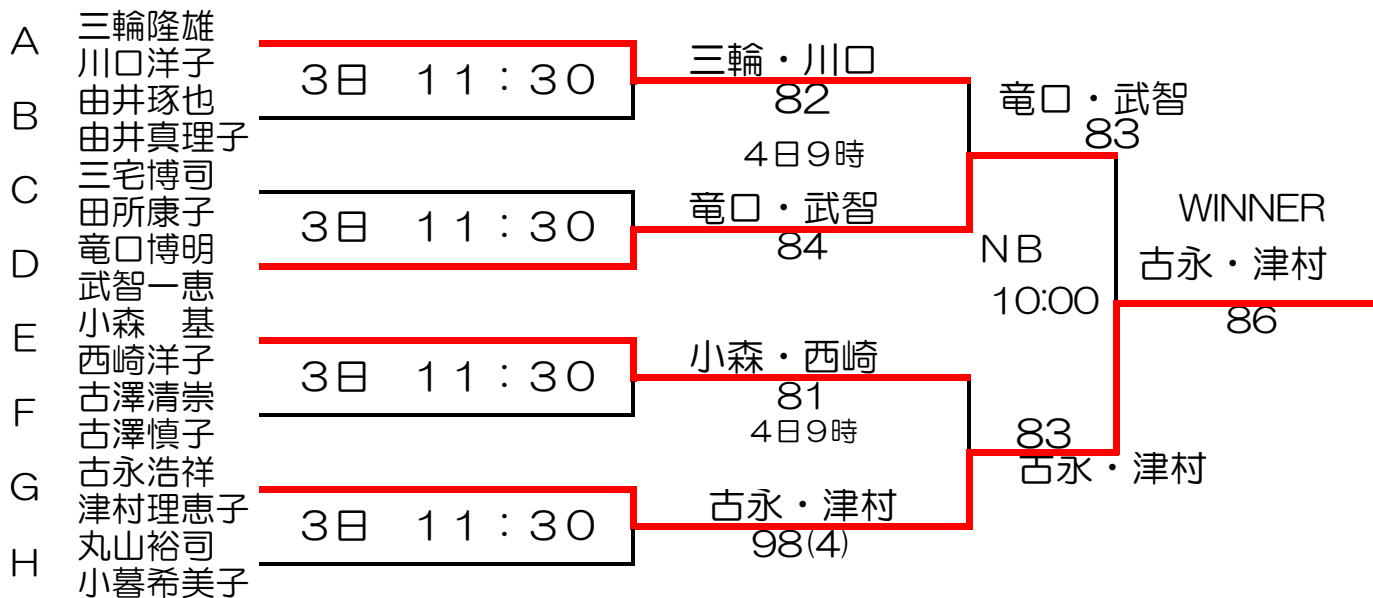 A
三輪隆雄
川口洋子
B
由井琢也
由井真理子
C
三宅博司
田所康子
D
竜口博明
武智一恵
E
小森　基
西崎洋子
F
古澤清崇
古澤慎子
G
古永浩祥
津村理恵子
H
丸山裕司
小暮希美子
３日　１１：３０
３日　１１：３０
３日　１１：３０
３日　１１：３０
三輪・川口
82
４日９時
竜口・武智
84
小森・西崎
81
４日９時
古永・津村
98(4)
竜口・武智
83
ＮＢ
10:00
83
古永・津村
WINNER
古永・津村
86